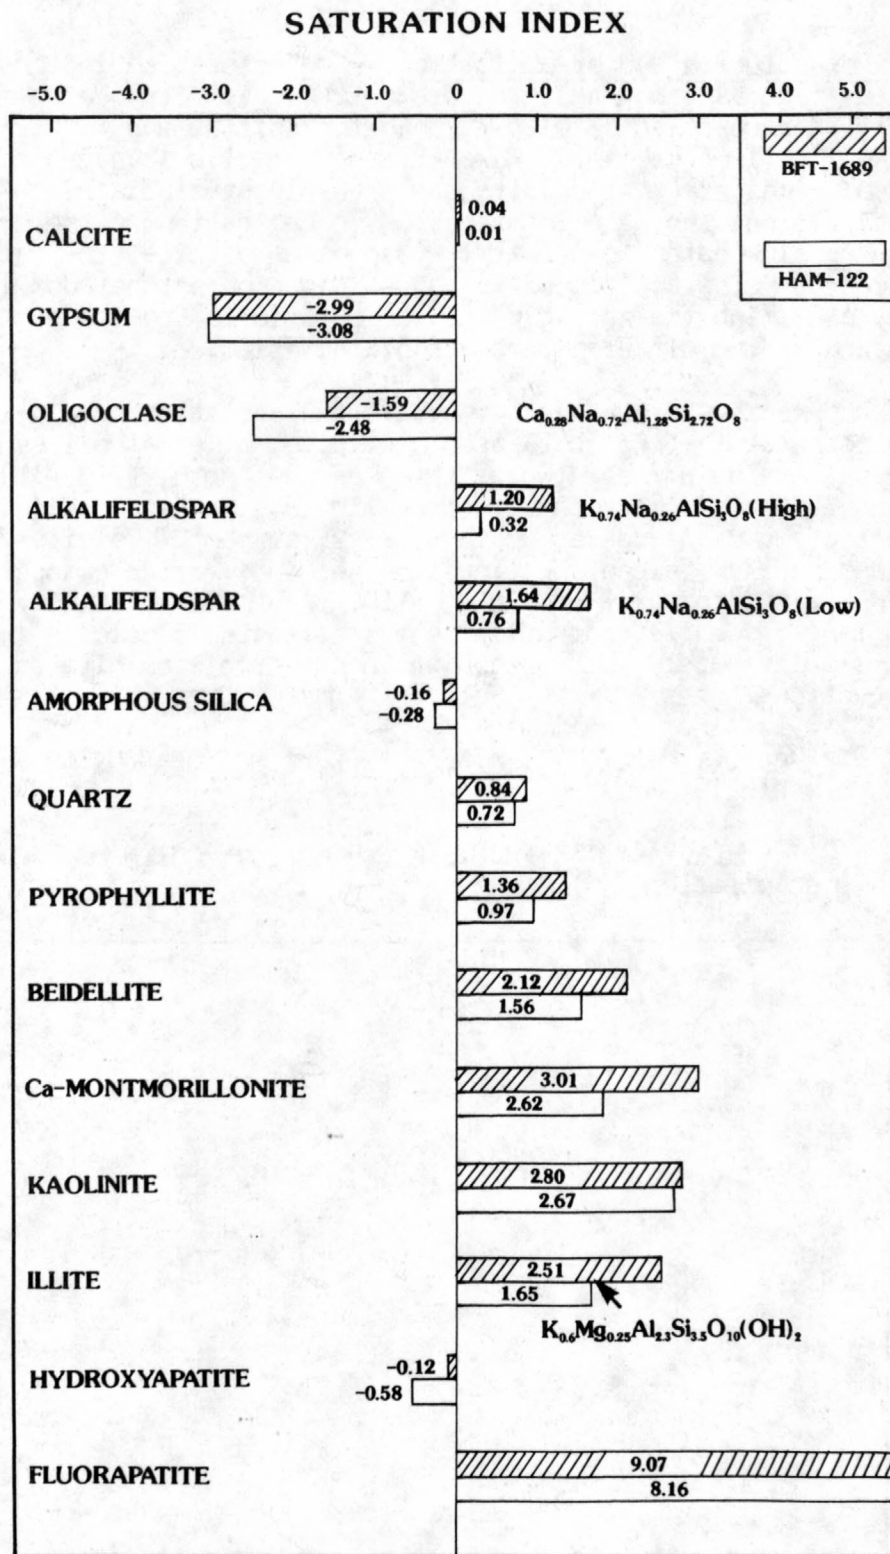 SATURATION INDEX
-5.0 -4.0 -3.0 -2.0 -1.0 0 1.0 2.0 3.0 4.0 5.0
BFT-1689
HAM-122
CALCITE
0.04
0.01
GYPSUM
-2.99
-3.08
OLIGOCLASE
-1.59
-2.48
Ca₀.₂₈Na₀.₇₂Al₁.₂₈Si₂.₇₂O₈
ALKALIFELDSPAR
1.20
0.32
K₀.₇₄Na₀.₂₆AlSi₃O₈(High)
ALKALIFELDSPAR
1.64
0.76
K₀.₇₄Na₀.₂₆AlSi₃O₈(Low)
AMORPHOUS SILICA
-0.16
-0.28
QUARTZ
0.84
0.72
PYROPHYLLITE
1.36
0.97
BEIDELLITE
2.12
1.56
Ca-MONTMORILLONITE
3.01
2.62
KAOLINITE
2.80
2.67
ILLITE
2.51
1.65
K₀.₆Mg₀.₂₅Al₂.₃Si₃.₅O₁₀(OH)₂
HYDROXYAPATITE
-0.12
-0.58
FLUORAPATITE
9.07
8.16